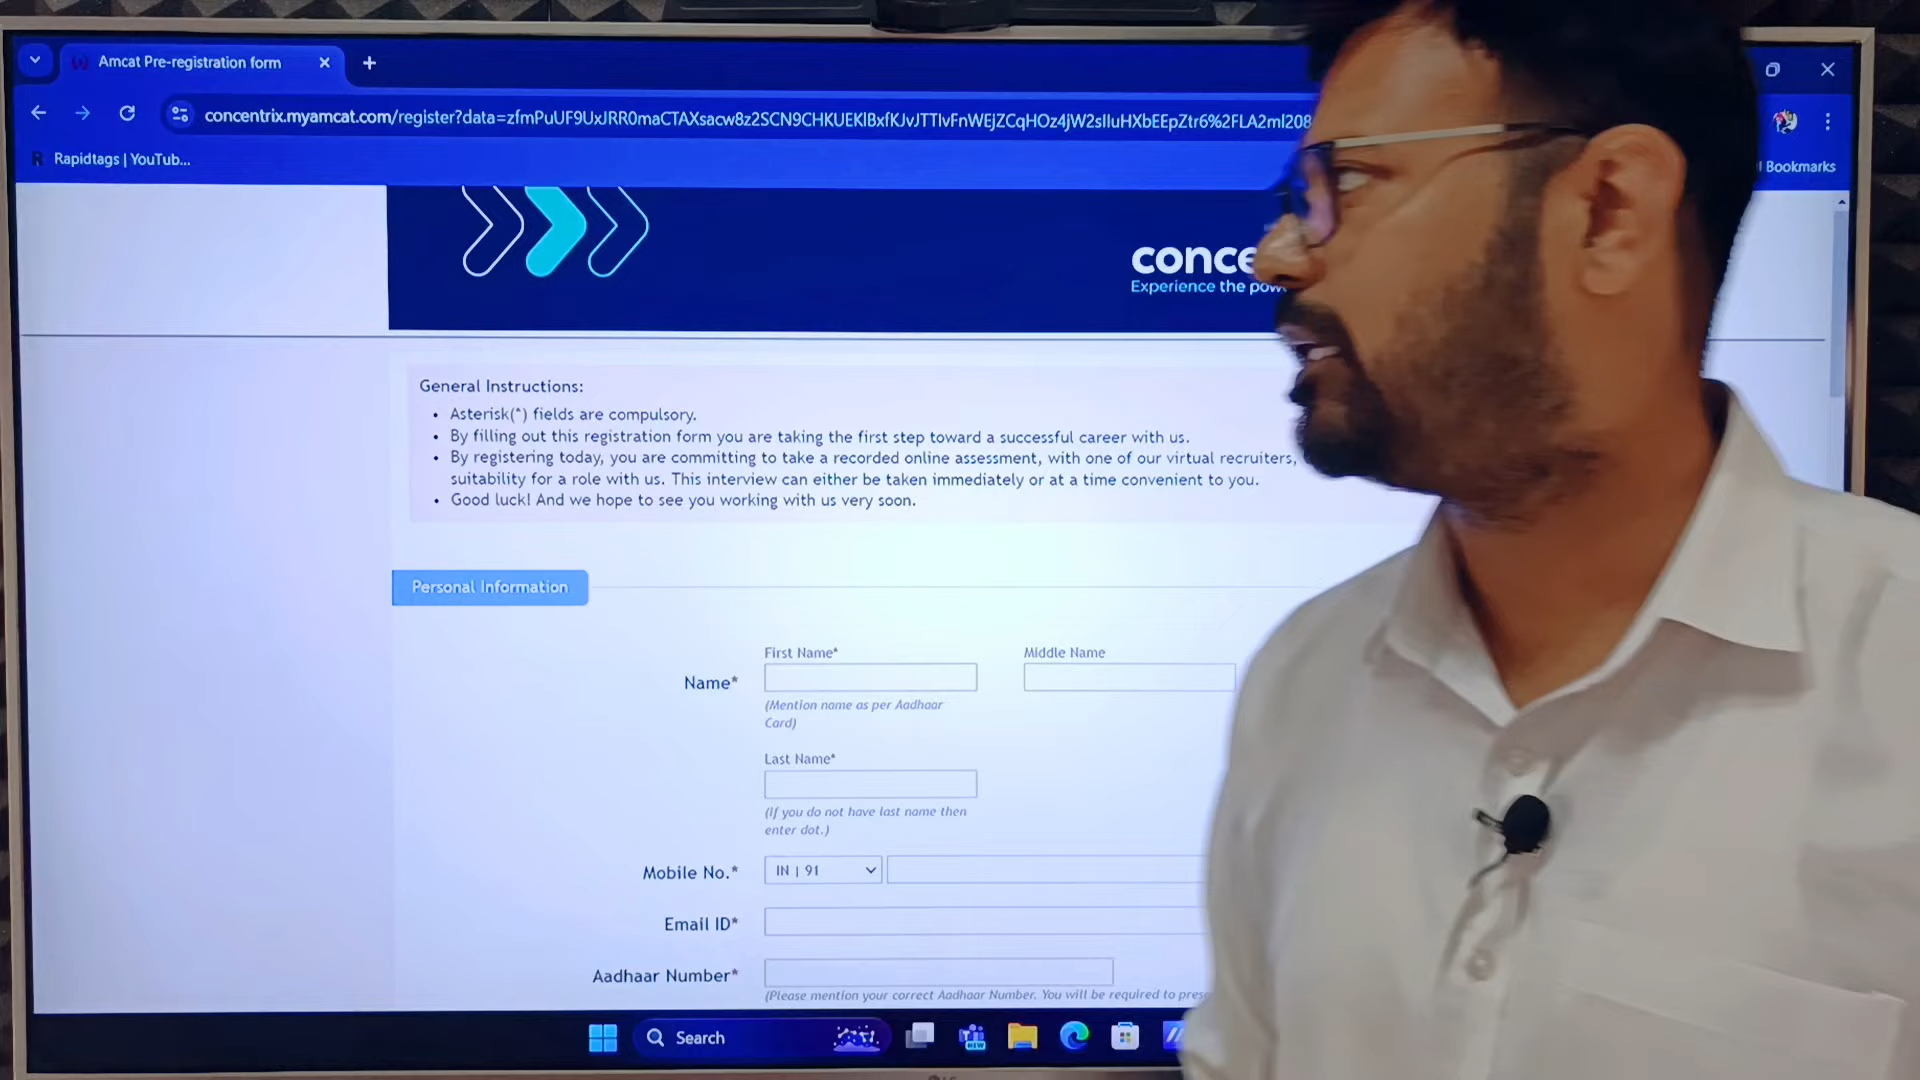 Amcat Pre-registration form
concentrix.myamcat.com/register?data=
Rapidtags | YouTub...
Bookmarks
conce
Experience the pow
General Instructions:
• Asterisk(*) fields are compulsory.
• By filling out this registration form you are taking the first step toward a successful career with us.
• By registering today, you are committing to take a recorded online assessment, with one of our virtual recruiters,
suitability for a role with us. This interview can either be taken immediately or at a time convenient to you.
• Good luck! And we hope to see you working with us very soon.
Personal Information
First Name*
Middle Name
Name*
(Mention name as per Aadhaar
Card)
Last Name*
(If you do not have last name then
enter dot.)
Mobile No.*
IN | 91
Email ID*
Aadhaar Number*
(Please mention your correct Aadhaar Number. You will be required to pres
Search
NEW